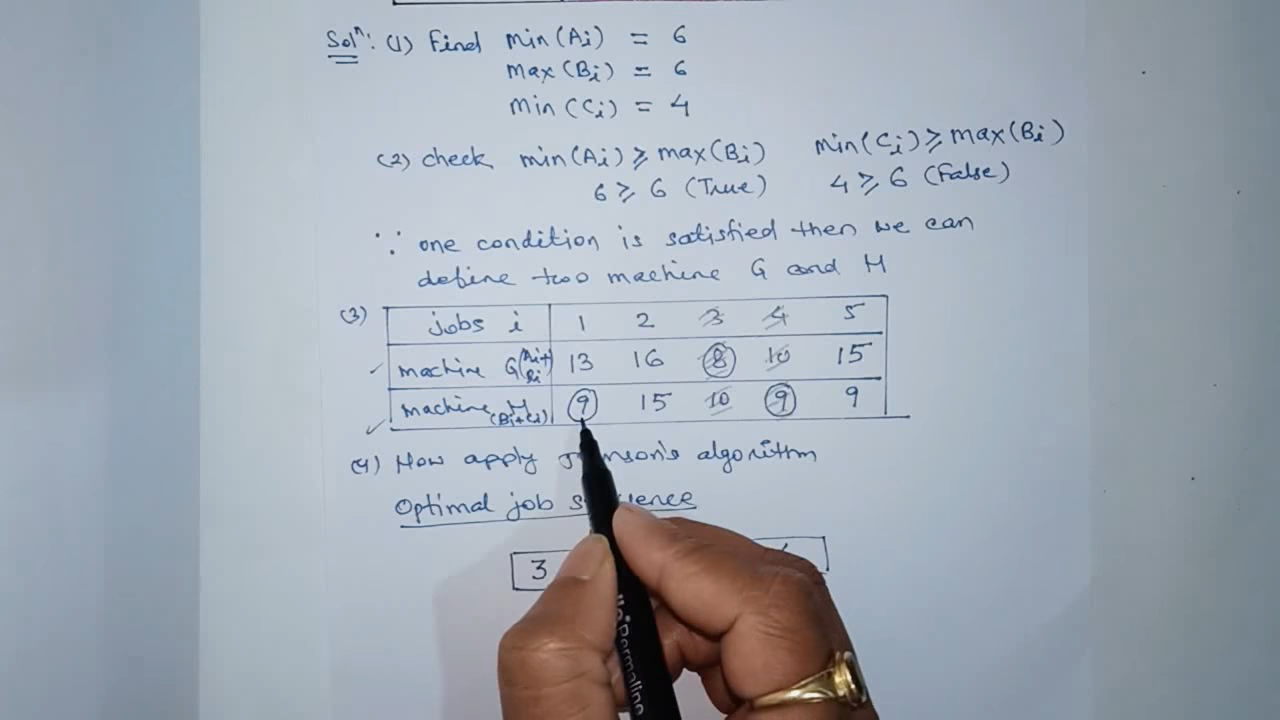 Solⁿ: (1) Find min(Ai) = 6
max(Bi) = 6
min(Ci) = 4
(2) check min(Ai) ≥ max(Bi) min(Ci) ≥ max(Bi)
6 ≥ 6 (True) 4 ≥ 6 (False)
∵ one condition is satisfied then we can
define two machine G and H
(3) jobs i 1 2 3 4 5
machine G (Ai+Bi) 13 16 8 10 15
machine H (Bi+Ci) 9 15 10 9 9
(4) Now apply algorithm
Optimal job
3
Permaline